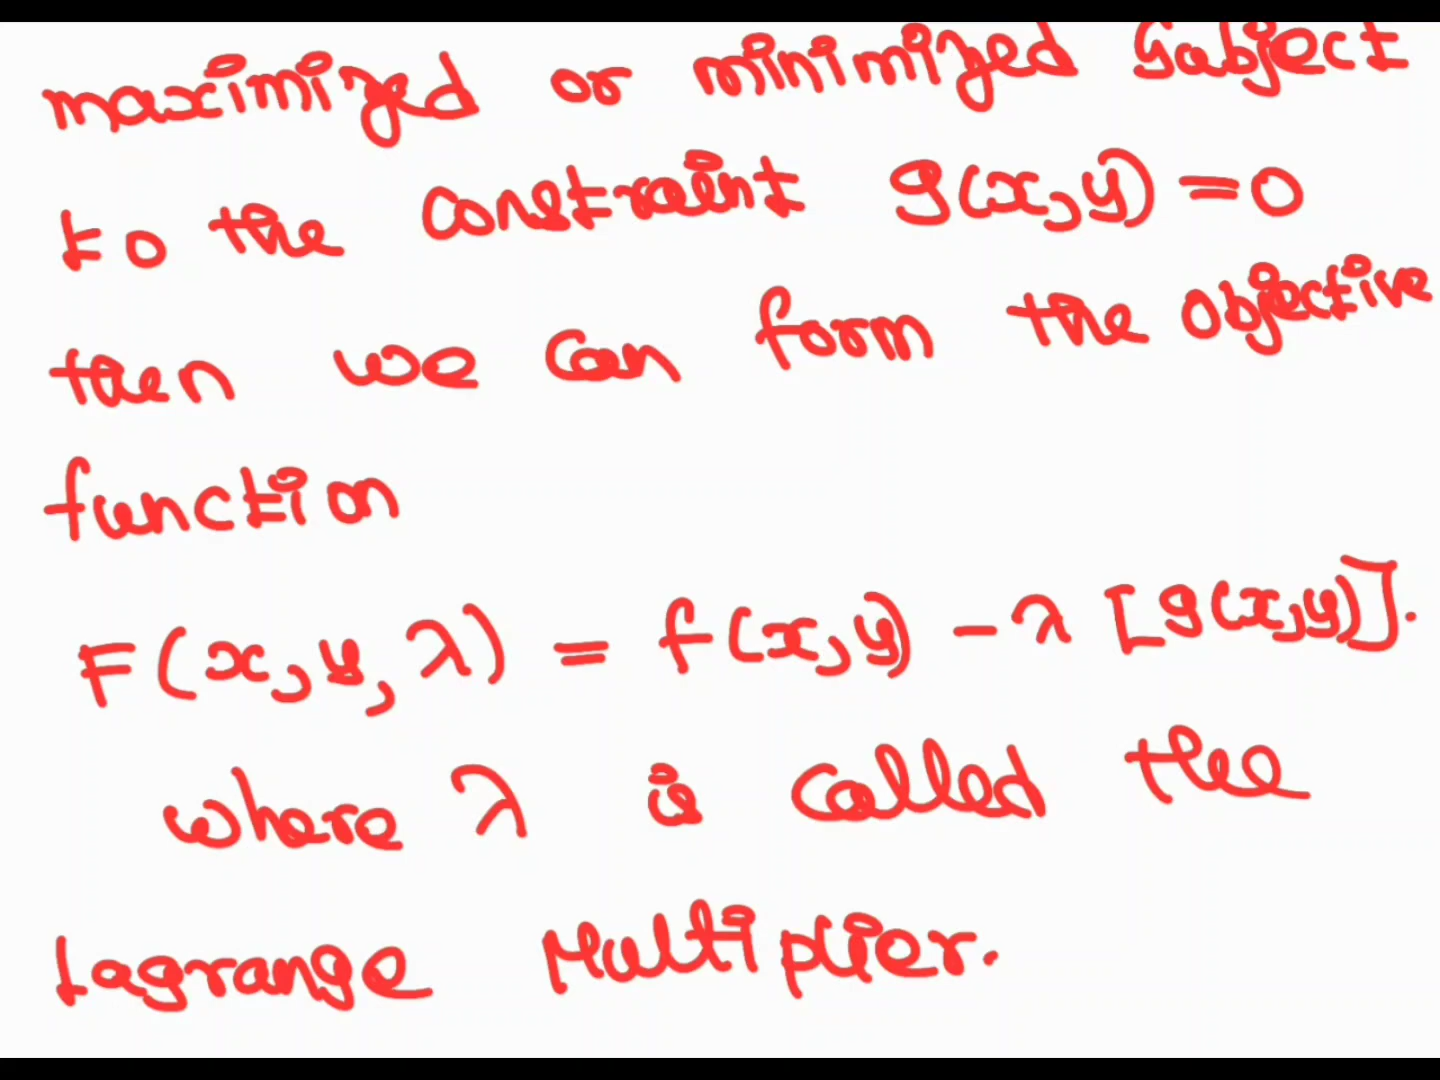 maximized or minimized subject
to the constraint g(x,y) = 0
then we can form the objective
function
F(x, y, λ) = f(x,y) - λ [g(x,y)].
where λ is called the
Lagrange Multiplier.